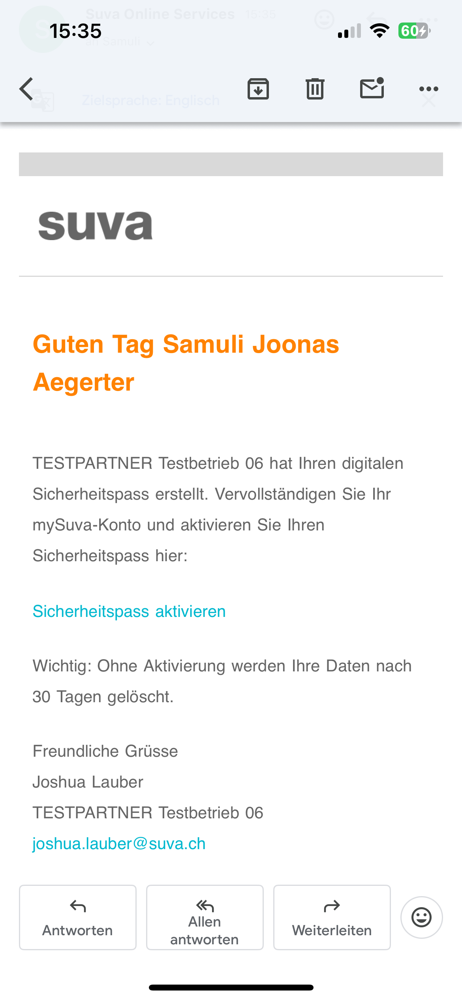 Suva Online Services 15:35
15:35
60
an Samuli
Zielsprache: Englisch
suva
Guten Tag Samuli Joonas
Aegerter
TESTPARTNER Testbetrieb 06 hat Ihren digitalen
Sicherheitspass erstellt. Vervollständigen Sie Ihr
mySuva-Konto und aktivieren Sie Ihren
Sicherheitspass hier:
Sicherheitspass aktivieren
Wichtig: Ohne Aktivierung werden Ihre Daten nach
30 Tagen gelöscht.
Freundliche Grüsse
Joshua Lauber
TESTPARTNER Testbetrieb 06
joshua.lauber@suva.ch
Antworten
Allen
antworten
Weiterleiten